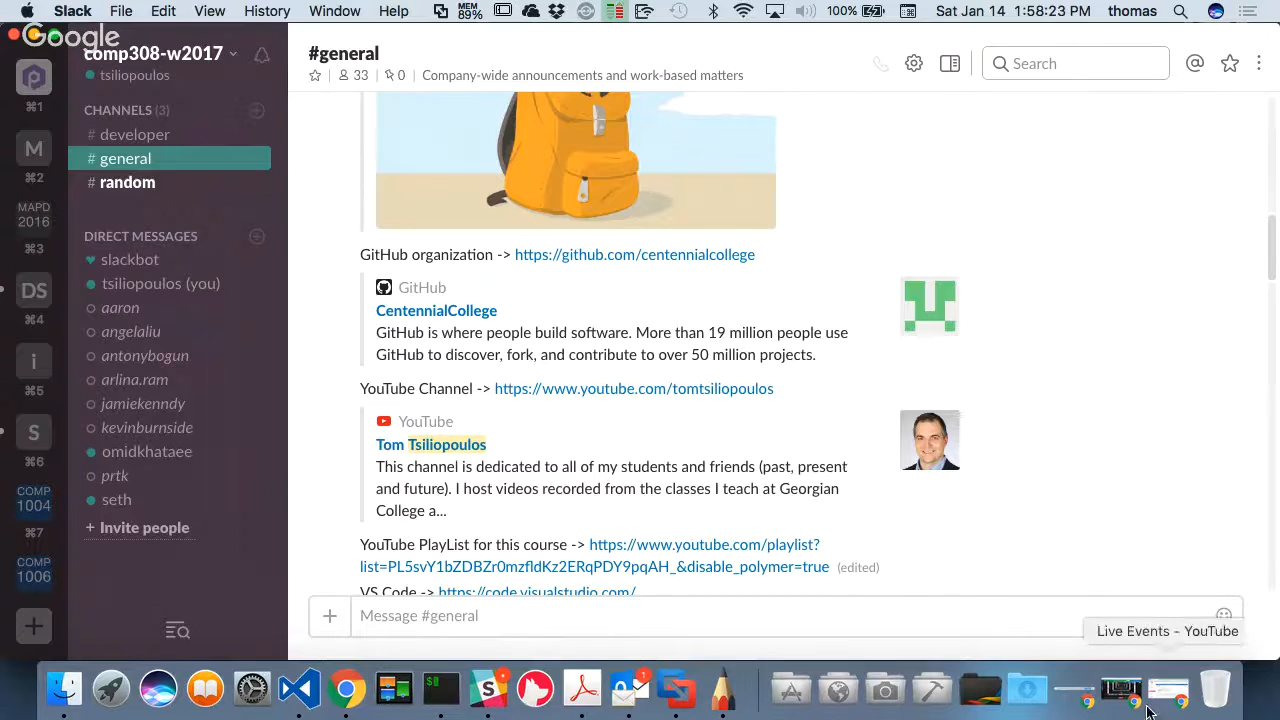 Slack File Edit View History Window Help MEM 89% 100% Sat Jan 14 1:58:23 PM thomas
Google
comp308-w2017
tsiliopoulos
CHANNELS (3)
# developer
# general
# random
DIRECT MESSAGES
slackbot
tsiliopoulos (you)
aaron
angelaliu
antonybogun
arlina.ram
jamiekenndy
kevinburnside
omidkhataee
prtk
seth
+ Invite people
⌘1
M
⌘2
MAPD
2016
⌘3
DS
⌘4
i
⌘5
S
⌘6
COMP
1004
⌘7
COMP
1006
#general
33 | 0 | Company-wide announcements and work-based matters
Search
GitHub organization -> https://github.com/centennialcollege
GitHub
CentennialCollege
GitHub is where people build software. More than 19 million people use
GitHub to discover, fork, and contribute to over 50 million projects.
YouTube Channel -> https://www.youtube.com/tomtsiliopoulos
YouTube
Tom Tsiliopoulos
This channel is dedicated to all of my students and friends (past, present
and future). I host videos recorded from the classes I teach at Georgian
College a...
YouTube PlayList for this course -> https://www.youtube.com/playlist?
list=PL5svY1bZDBZr0mzfldKz2ERqPDY9pqAH_&disable_polymer=true (edited)
VS Code -> https://code.visualstudio.com/
Message #general
Live Events - YouTube